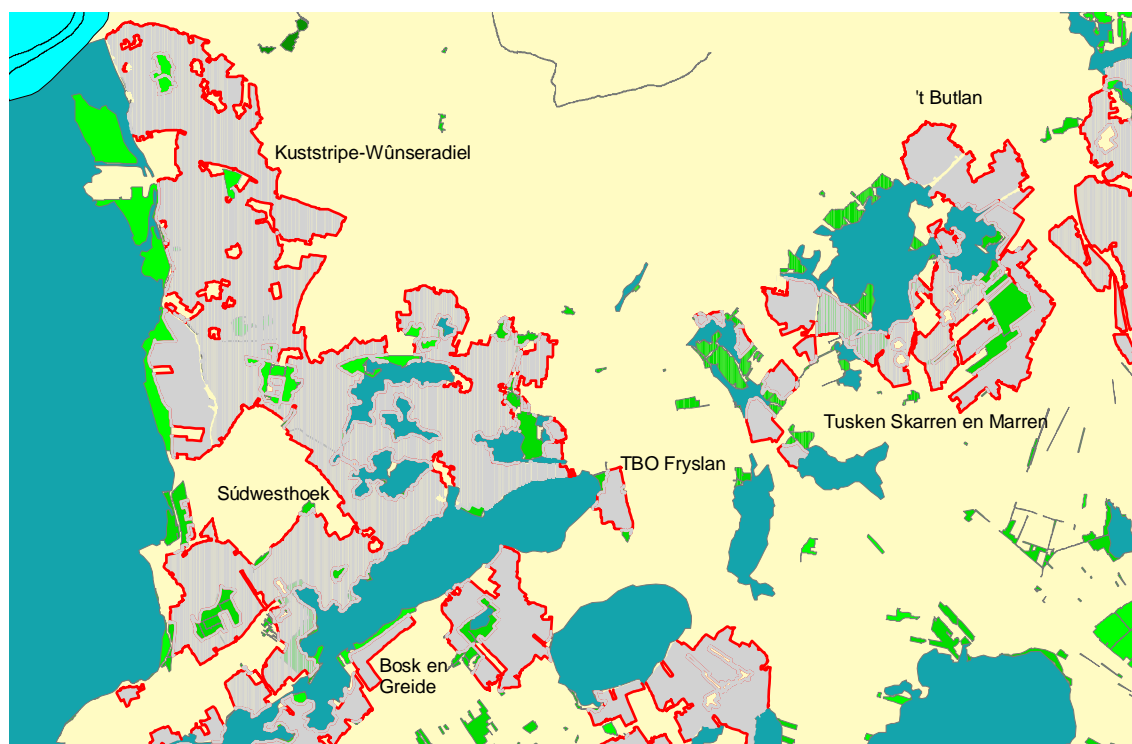 't Butlan
Kuststripe-Wûnseradiel
Tusken Skarren en Marren
TBO Fryslan
Súdwesthoek
Bosk en
Greide